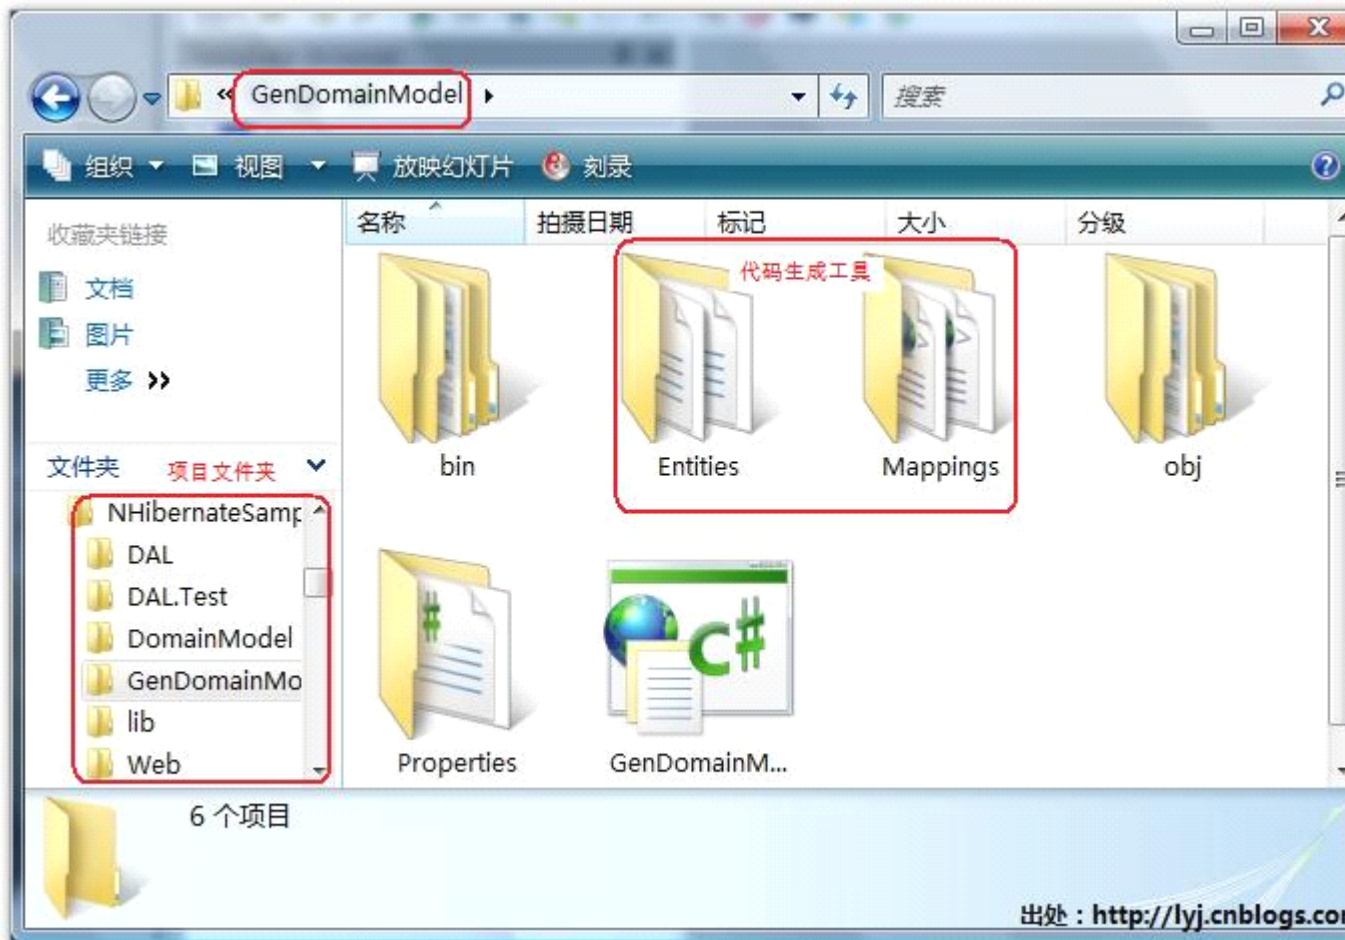 « GenDomainModel
搜索
组织 视图 放映幻灯片 刻录
收藏夹链接
文档
图片
更多 >>
文件夹 项目文件夹
NHibernateSamp
DAL
DAL.Test
DomainModel
GenDomainMo
lib
Web
名称 拍摄日期 标记 大小 分级
代码生成工具
bin Entities Mappings obj
Properties GenDomainM...
6 个项目
出处：http://lyj.cnblogs.com